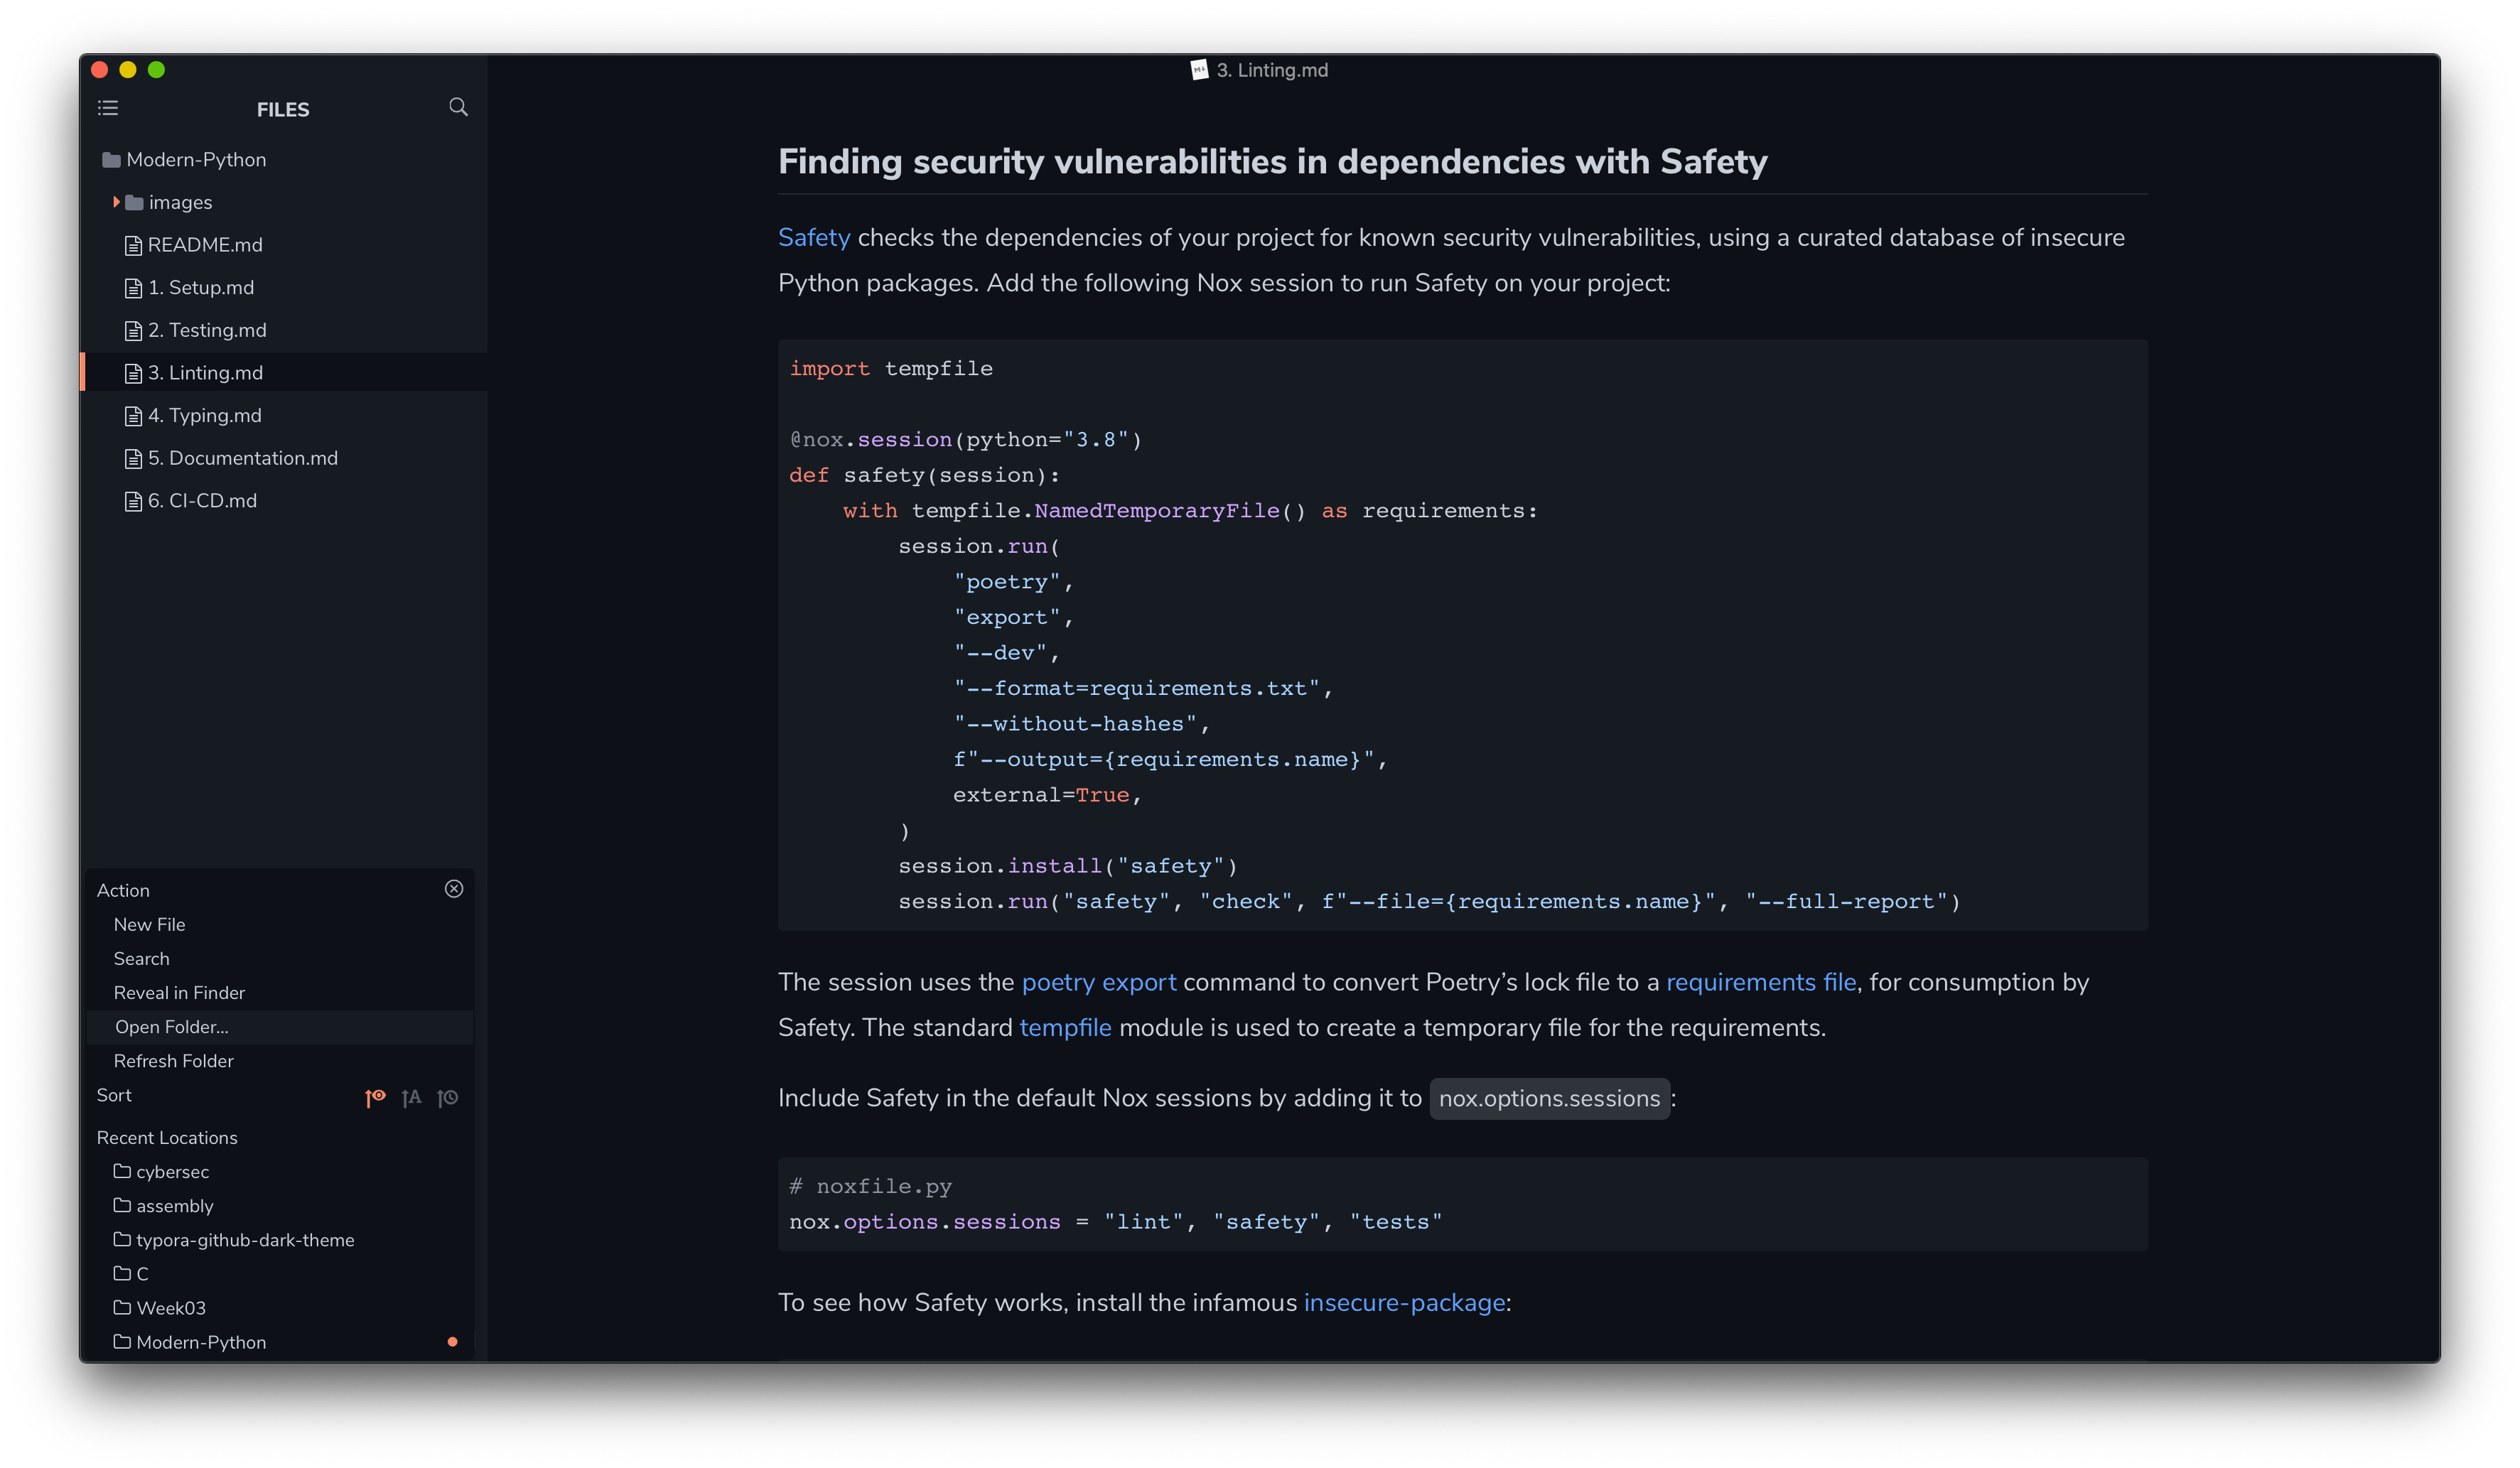 3. Linting.md
FILES
Modern-Python
images
README.md
1. Setup.md
2. Testing.md
3. Linting.md
4. Typing.md
5. Documentation.md
6. CI-CD.md
Action
New File
Search
Reveal in Finder
Open Folder...
Refresh Folder
Sort
Recent Locations
cybersec
assembly
typora-github-dark-theme
C
Week03
Modern-Python
Finding security vulnerabilities in dependencies with Safety
Safety checks the dependencies of your project for known security vulnerabilities, using a curated database of insecure
Python packages. Add the following Nox session to run Safety on your project:
import tempfile
@nox.session(python="3.8")
def safety(session):
    with tempfile.NamedTemporaryFile() as requirements:
        session.run(
            "poetry",
            "export",
            "--dev",
            "--format=requirements.txt",
            "--without-hashes",
            f"--output={requirements.name}",
            external=True,
        )
        session.install("safety")
        session.run("safety", "check", f"--file={requirements.name}", "--full-report")
The session uses the poetry export command to convert Poetry’s lock file to a requirements file, for consumption by
Safety. The standard tempfile module is used to create a temporary file for the requirements.
Include Safety in the default Nox sessions by adding it to nox.options.sessions:
# noxfile.py
nox.options.sessions = "lint", "safety", "tests"
To see how Safety works, install the infamous insecure-package: